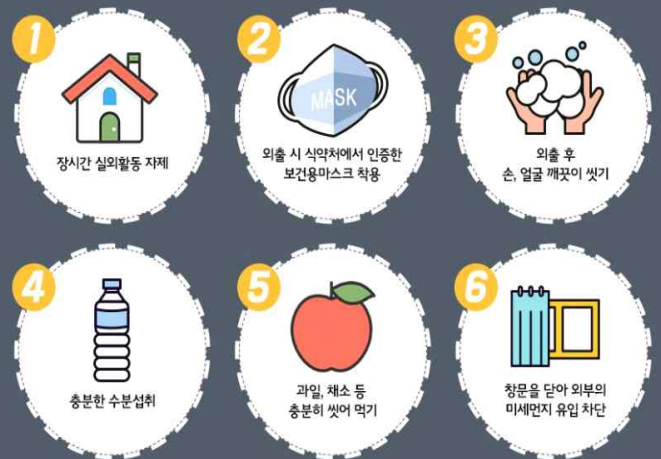 1
장시간 실외활동 자제
2
MASK
외출 시 식약처에서 인증한
보건용마스크 착용
3
외출 후
손, 얼굴 깨끗이 씻기
4
충분한 수분섭취
5
과일, 채소 등
충분히 씻어 먹기
6
창문을 닫아 외부의
미세먼지 유입 차단